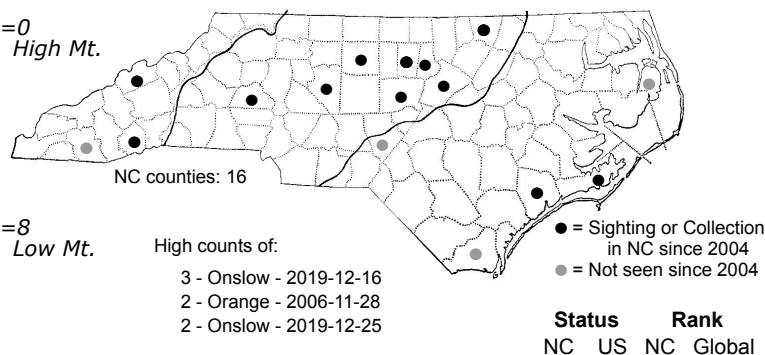 =0
High Mt.
NC counties: 16
=8
Low Mt.
High counts of:
3 - Onslow - 2019-12-16
2 - Orange - 2006-11-28
2 - Onslow - 2019-12-25
● = Sighting or Collection
in NC since 2004
● = Not seen since 2004
Status Rank
NC US NC Global